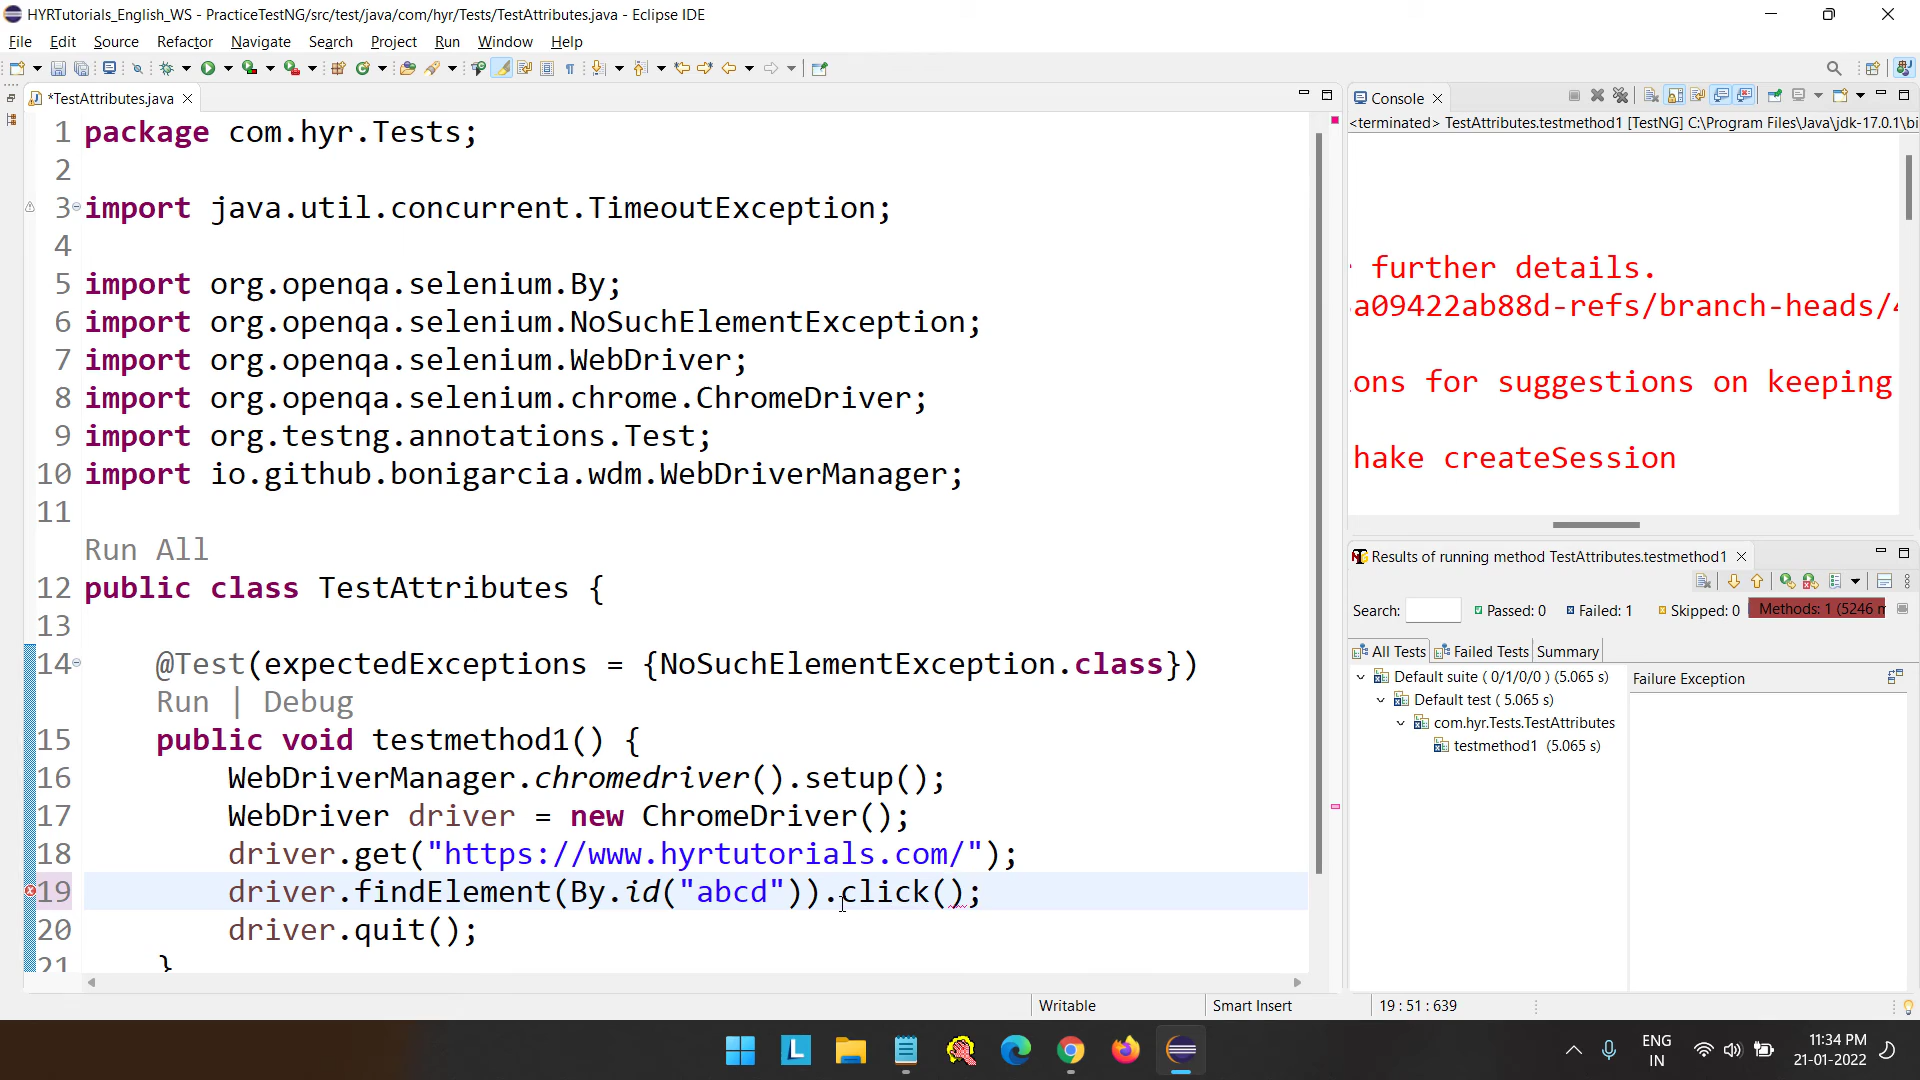 HYRTutorials_English_WS - PracticeTestNG/src/test/java/com/hyr/Tests/TestAttributes.java - Eclipse IDE
File Edit Source Refactor Navigate Search Project Run Window Help
*TestAttributes.java
1 package com.hyr.Tests;
2
3 import java.util.concurrent.TimeoutException;
4
5 import org.openqa.selenium.By;
6 import org.openqa.selenium.NoSuchElementException;
7 import org.openqa.selenium.WebDriver;
8 import org.openqa.selenium.chrome.ChromeDriver;
9 import org.testng.annotations.Test;
10 import io.github.bonigarcia.wdm.WebDriverManager;
11
Run All
12 public class TestAttributes {
13
14 @Test(expectedExceptions = {NoSuchElementException.class})
Run | Debug
15 public void testmethod1() {
16 WebDriverManager.chromedriver().setup();
17 WebDriver driver = new ChromeDriver();
18 driver.get("https://www.hyrtutorials.com/");
19 driver.findElement(By.id("abcd")).click();
20 driver.quit();
21 }
Console
<terminated> TestAttributes.testmethod1 [TestNG] C:\Program Files\Java\jdk-17.0.1\bi
further details.
a09422ab88d-refs/branch-heads/4
ons for suggestions on keeping
hake createSession
Results of running method TestAttributes.testmethod1
Search: Passed: 0 Failed: 1 Skipped: 0 Methods: 1 (5246 m
All Tests Failed Tests Summary
Default suite ( 0/1/0/0 ) (5.065 s)
Default test ( 5.065 s)
com.hyr.Tests.TestAttributes
testmethod1 (5.065 s)
Failure Exception
Writable Smart Insert 19 : 51 : 639
ENG
IN
11:34 PM
21-01-2022